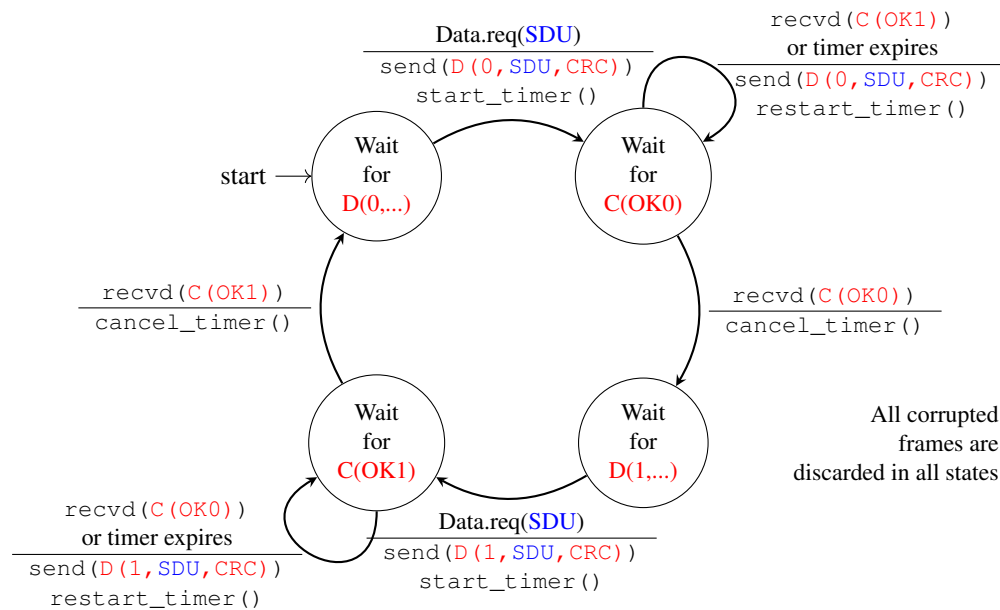 Data.req(SDU)
send(D(0,SDU,CRC))
start_timer()
recvd(C(OK1)
or timer expires
send(D(0,SDU,CRC))
restart_timer()
start
Wait
for
D(0,...)
Wait
for
C(OK0)
recvd(C(OK1))
cancel_timer()
recvd(C(OK0))
cancel_timer()
Wait
for
C(OK1)
Wait
for
D(1,...)
All corrupted
frames are
discarded in all states
recvd(C(OK0)
or timer expires
send(D(1,SDU,CRC))
restart_timer()
Data.req(SDU)
send(D(1,SDU,CRC))
start_timer()